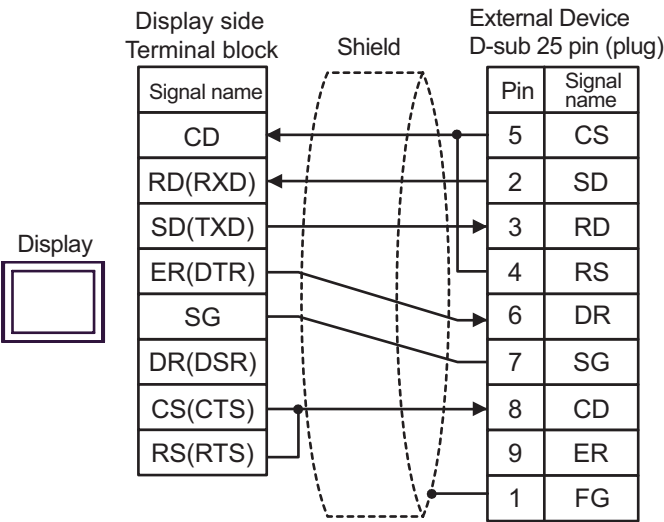 Display side
Terminal block
Shield
External Device
D-sub 25 pin (plug)
Signal name
Pin
Signal
name
CD
5
CS
RD(RXD)
2
SD
SD(TXD)
3
RD
Display
ER(DTR)
4
RS
SG
6
DR
DR(DSR)
7
SG
CS(CTS)
8
CD
RS(RTS)
9
ER
1
FG